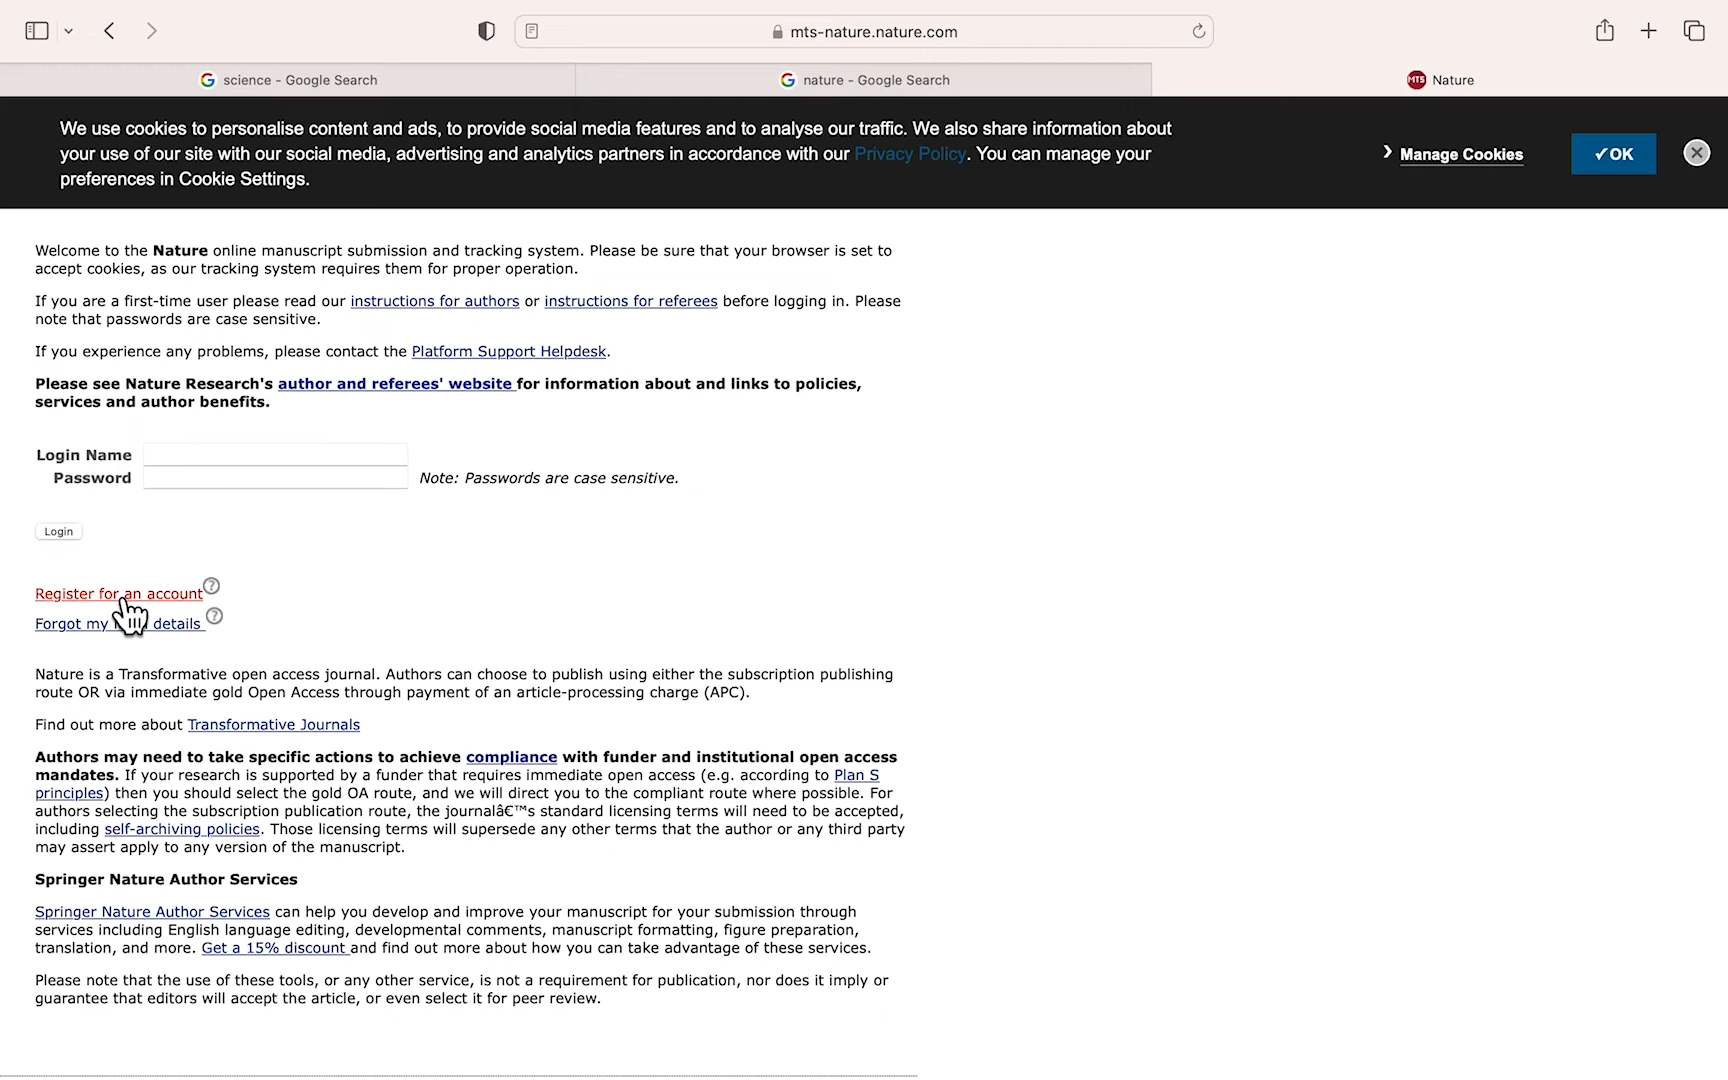 mts-nature.nature.com
science - Google Search
nature - Google Search
MTS Nature
We use cookies to personalise content and ads, to provide social media features and to analyse our traffic. We also share information about
your use of our site with our social media, advertising and analytics partners in accordance with our Privacy Policy. You can manage your
preferences in Cookie Settings.
Manage Cookies
✓OK
Welcome to the Nature online manuscript submission and tracking system. Please be sure that your browser is set to
accept cookies, as our tracking system requires them for proper operation.
If you are a first-time user please read our instructions for authors or instructions for referees before logging in. Please
note that passwords are case sensitive.
If you experience any problems, please contact the Platform Support Helpdesk.
Please see Nature Research's author and referees' website for information about and links to policies,
services and author benefits.
Login Name
Password
Note: Passwords are case sensitive.
Login
Register for an account ?
Forgot my details ?
Nature is a Transformative open access journal. Authors can choose to publish using either the subscription publishing
route OR via immediate gold Open Access through payment of an article-processing charge (APC).
Find out more about Transformative Journals
Authors may need to take specific actions to achieve compliance with funder and institutional open access
mandates. If your research is supported by a funder that requires immediate open access (e.g. according to Plan S
principles) then you should select the gold OA route, and we will direct you to the compliant route where possible. For
authors selecting the subscription publication route, the journalâ€™s standard licensing terms will need to be accepted,
including self-archiving policies. Those licensing terms will supersede any other terms that the author or any third party
may assert apply to any version of the manuscript.
Springer Nature Author Services
Springer Nature Author Services can help you develop and improve your manuscript for your submission through
services including English language editing, developmental comments, manuscript formatting, figure preparation,
translation, and more. Get a 15% discount and find out more about how you can take advantage of these services.
Please note that the use of these tools, or any other service, is not a requirement for publication, nor does it imply or
guarantee that editors will accept the article, or even select it for peer review.